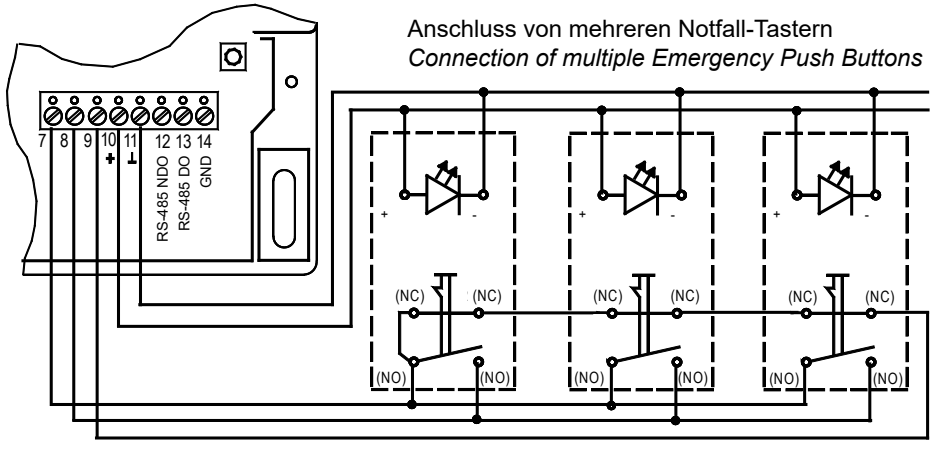 Anschluss von mehreren Notfall-Tastern
Connection of multiple Emergency Push Buttons
7 8 9 10 11 12 13 14
+ ⊥
RS-485 NDO
RS-485 DO
GND
+ - + - + -
(NC) (NC) (NC) (NC) (NC) (NC)
(NO) (NO) (NO) (NO) (NO) (NO)